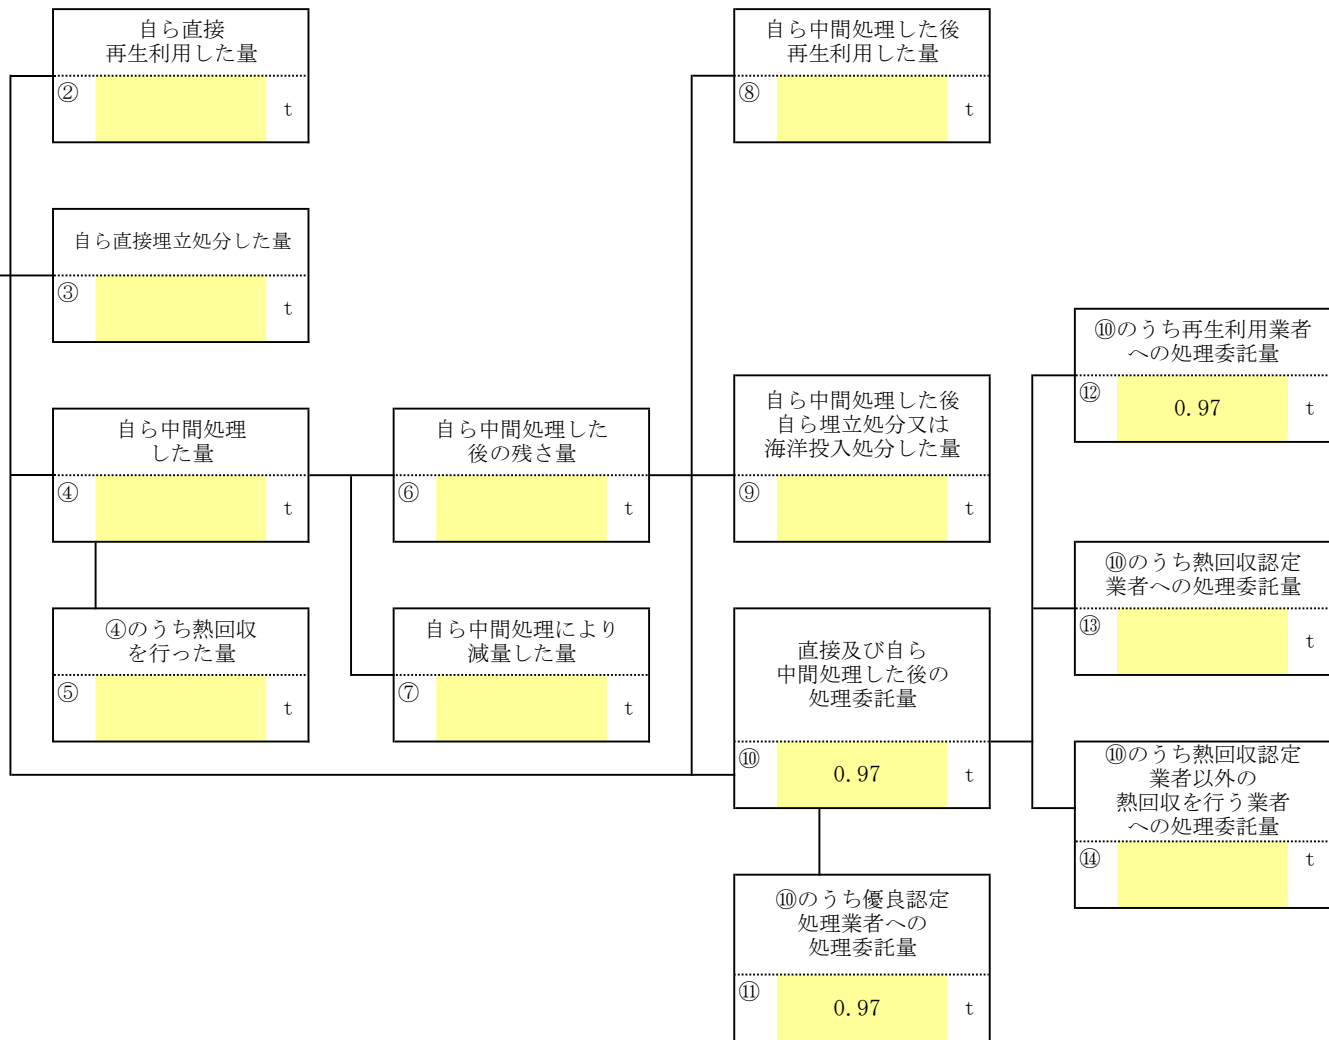 自ら直接
再生利用した量
②
t
自ら中間処理した後
再生利用した量
⑧
t
自ら直接埋立処分した量
③
t
⑩のうち再生利用業者
への処理委託量
⑫
0.97
t
自ら中間処理
した量
④
t
自ら中間処理した
後の残さ量
⑥
t
自ら中間処理した後
自ら埋立処分又は
海洋投入処分した量
⑨
t
⑩のうち熱回収認定
業者への処理委託量
⑬
t
④のうち熱回収
を行った量
⑤
t
自ら中間処理により
減量した量
⑦
t
直接及び自ら
中間処理した後の
処理委託量
⑩
0.97
t
⑩のうち熱回収認定
業者以外の
熱回収を行う業者
への処理委託量
⑭
t
⑩のうち優良認定
処理業者への
処理委託量
⑪
0.97
t